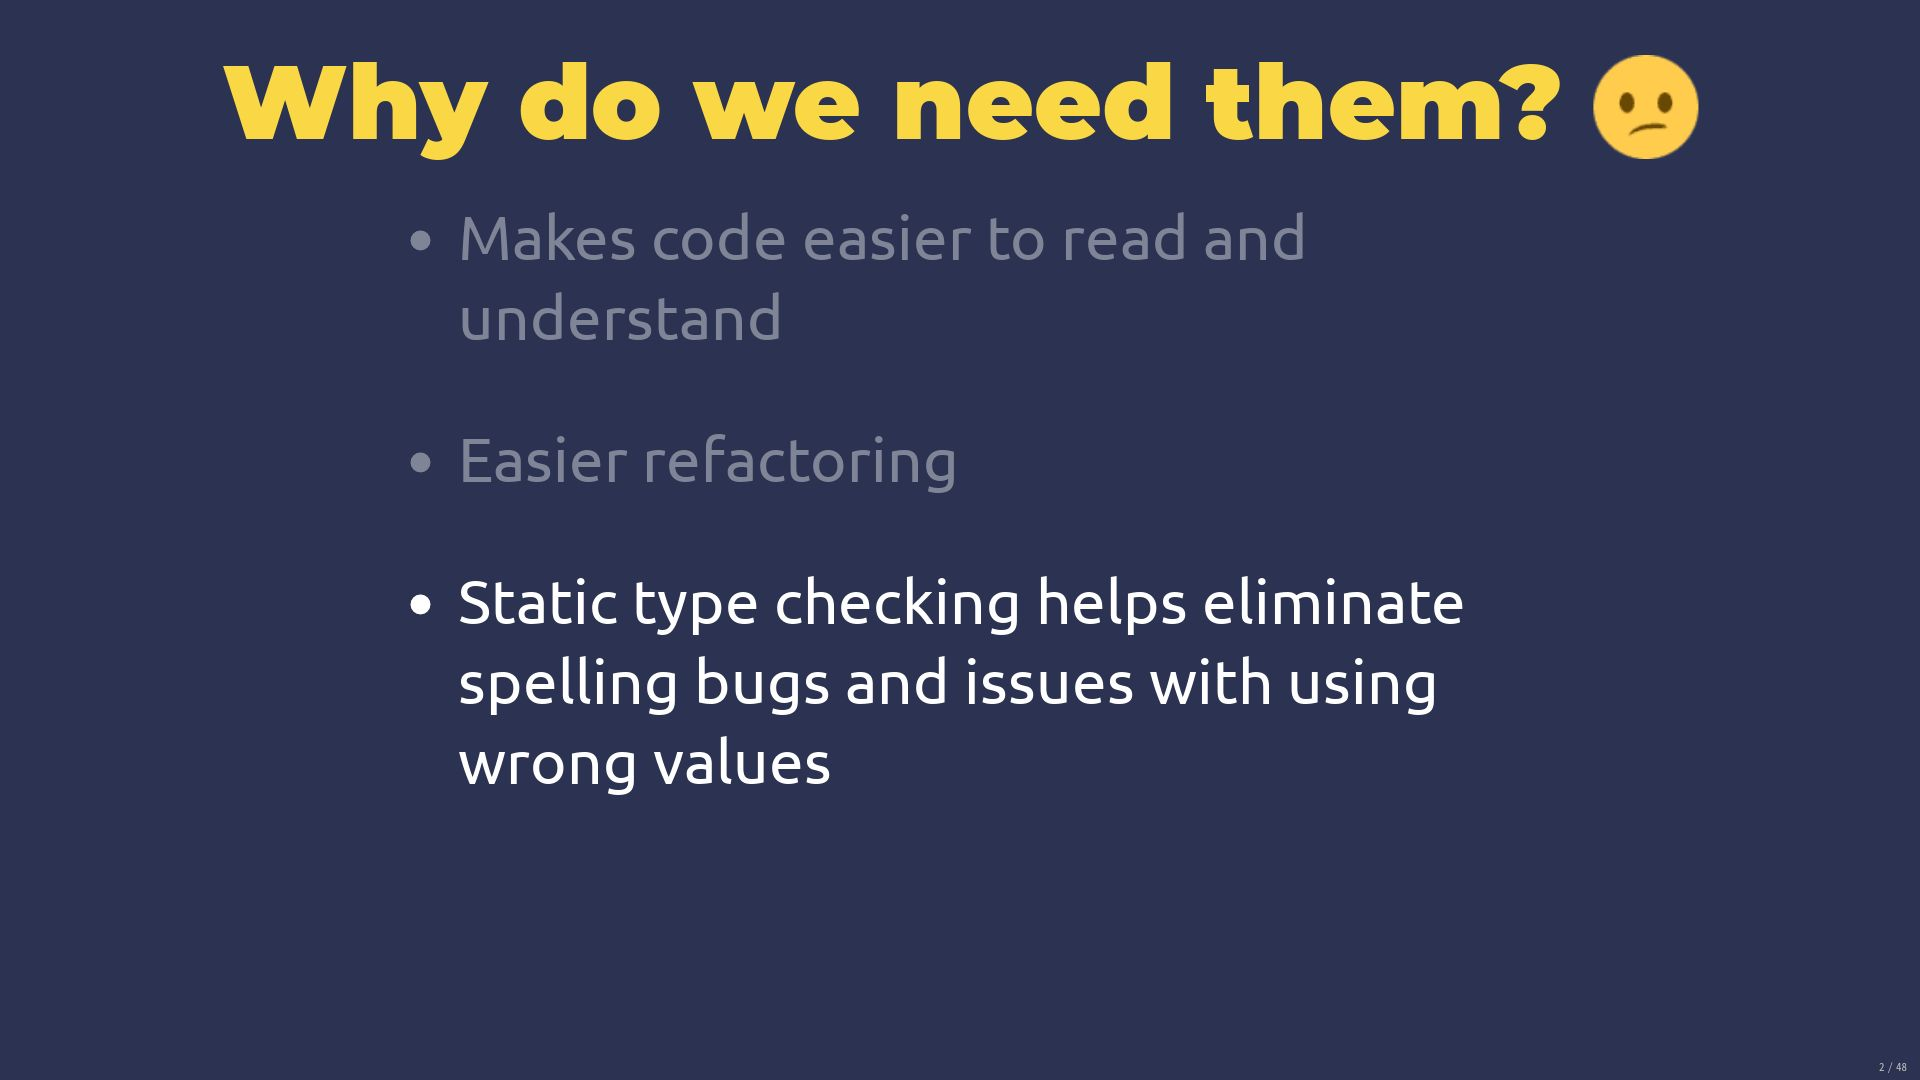 Why do we need them? 😕
• Makes code easier to read and
understand
• Easier refactoring
• Static type checking helps eliminate
spelling bugs and issues with using
wrong values
2 / 48